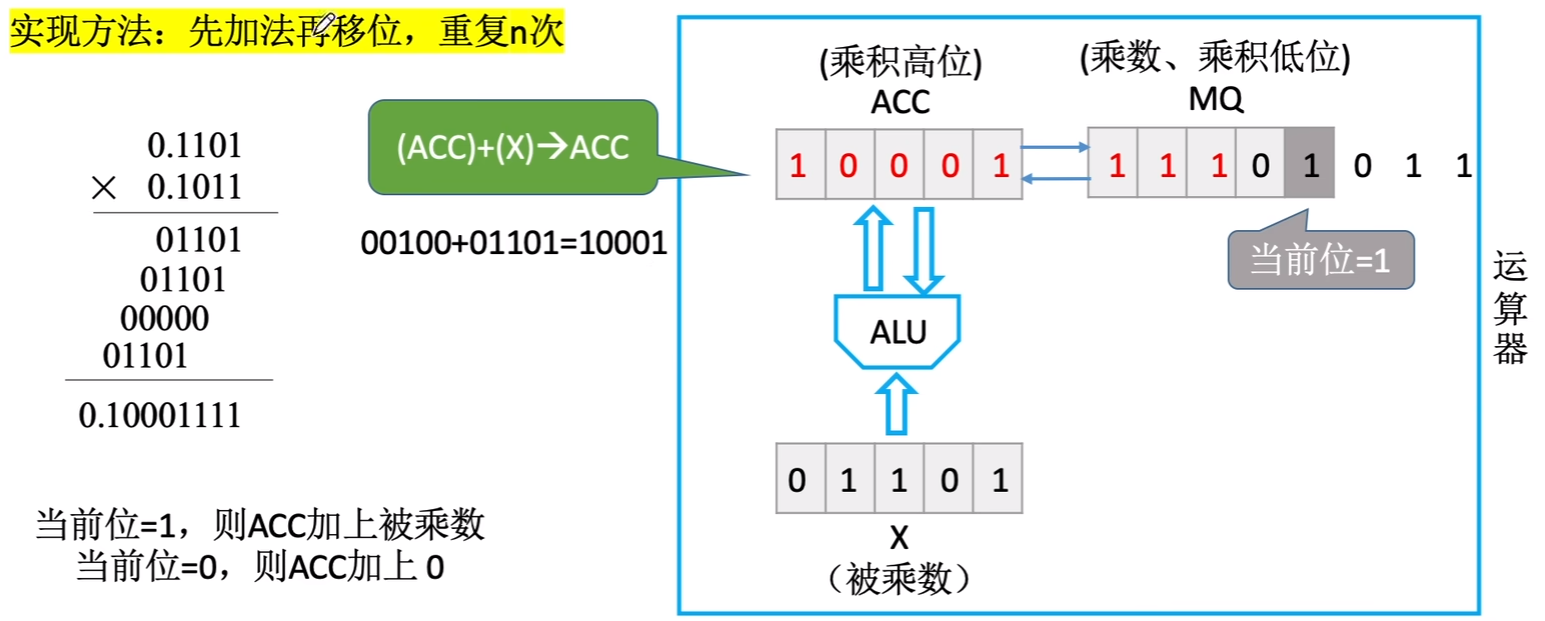 实现方法：先加法再移位，重复n次
0.1101
× 0.1011
01101
01101
00000
01101
0.10001111
(ACC)+(X)→ACC
00100+01101=10001
当前位=1，则ACC加上被乘数
当前位=0，则ACC加上 0
(乘积高位)
ACC
(乘数、乘积低位)
MQ
1 0 0 0 1
1 1 1 0 1 0 1 1
当前位=1
ALU
0 1 1 0 1
X
（被乘数）
运算器